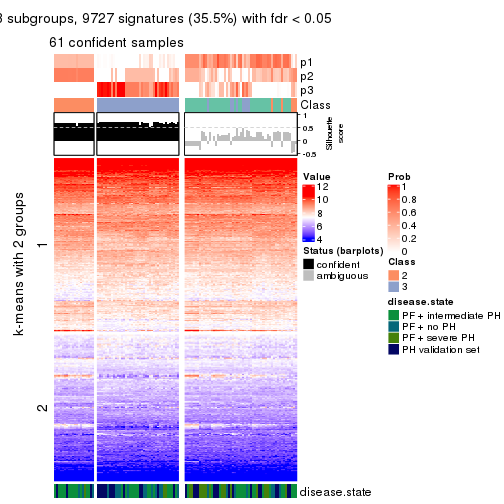 3 subgroups, 9727 signatures (35.5%) with fdr < 0.05
61 confident samples
p1
p2
p3
Class
1
0.5
0
-0.5
Silhouette
score
k-means with 2 groups
1
2
Value
12
10
8
6
4
Status (barplots)
confident
ambiguous
Prob
1
0.8
0.6
0.4
0.2
0
Class
2
3
disease.state
PF + intermediate PH
PF + no PH
PF + severe PH
PH validation set
disease.state